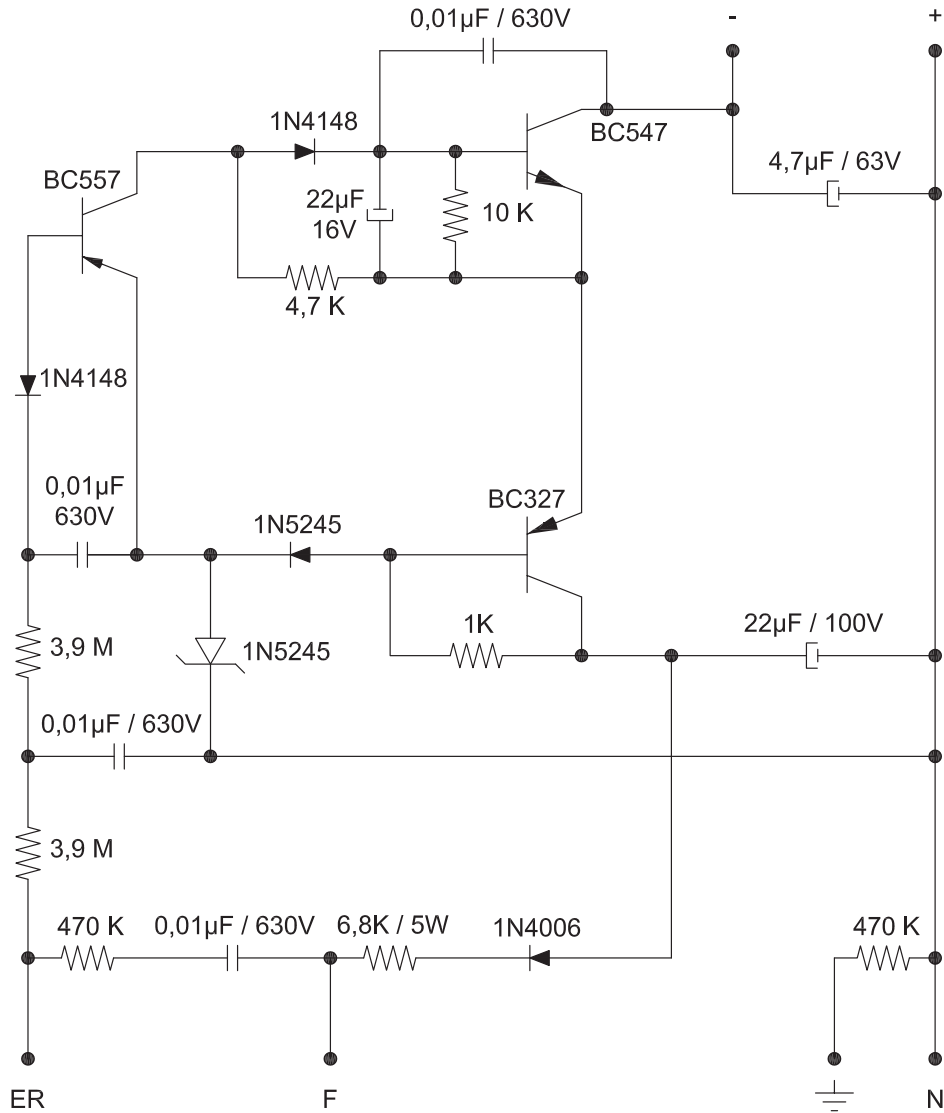 0,01µF / 630V
-
+
1N4148
BC547
BC557
4,7µF / 63V
22µF
16V
10 K
4,7 K
1N4148
0,01µF
630V
BC327
1N5245
1K
22µF / 100V
3,9 M
1N5245
0,01µF / 630V
3,9 M
470 K
0,01µF / 630V
6,8K / 5W
1N4006
470 K
ER
F
N